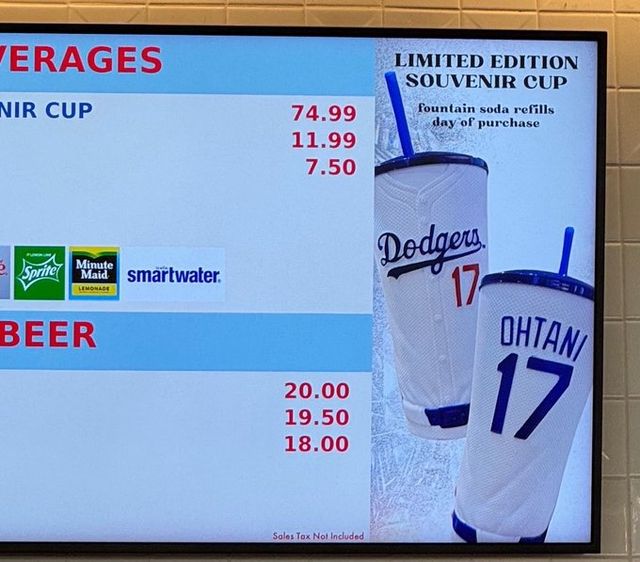 VERAGES
NIR CUP 74.99
11.99
7.50
Sprite
Minute
Maid
LEMONADE
smartwater
BEER
20.00
19.50
18.00
Sales Tax Not Included
LIMITED EDITION
SOUVENIR CUP
fountain soda refills
day of purchase
Dodgers
17
OHTANI
17